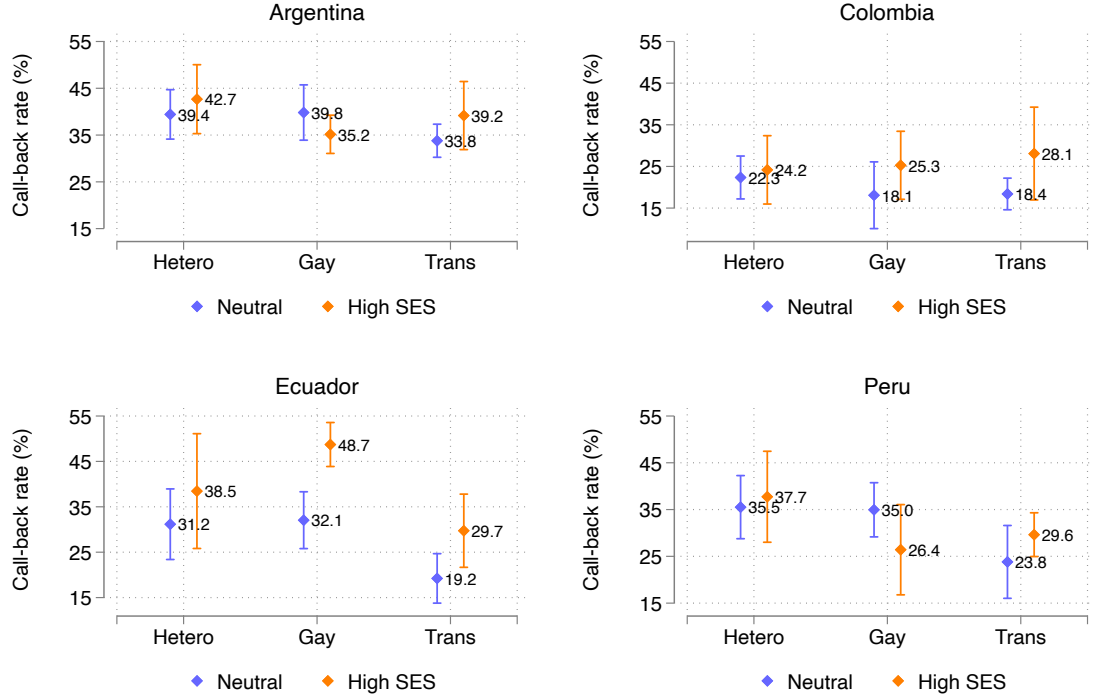 Argentina
Call-back rate (%)
55
45
35
25
15
39.4
42.7
39.8
35.2
33.8
39.2
Hetero
Gay
Trans
Neutral
High SES
Colombia
Call-back rate (%)
55
45
35
25
15
22.3
24.2
18.1
25.3
18.4
28.1
Hetero
Gay
Trans
Neutral
High SES
Ecuador
Call-back rate (%)
55
45
35
25
15
31.2
38.5
32.1
48.7
19.2
29.7
Hetero
Gay
Trans
Neutral
High SES
Peru
Call-back rate (%)
55
45
35
25
15
35.5
37.7
35.0
26.4
23.8
29.6
Hetero
Gay
Trans
Neutral
High SES